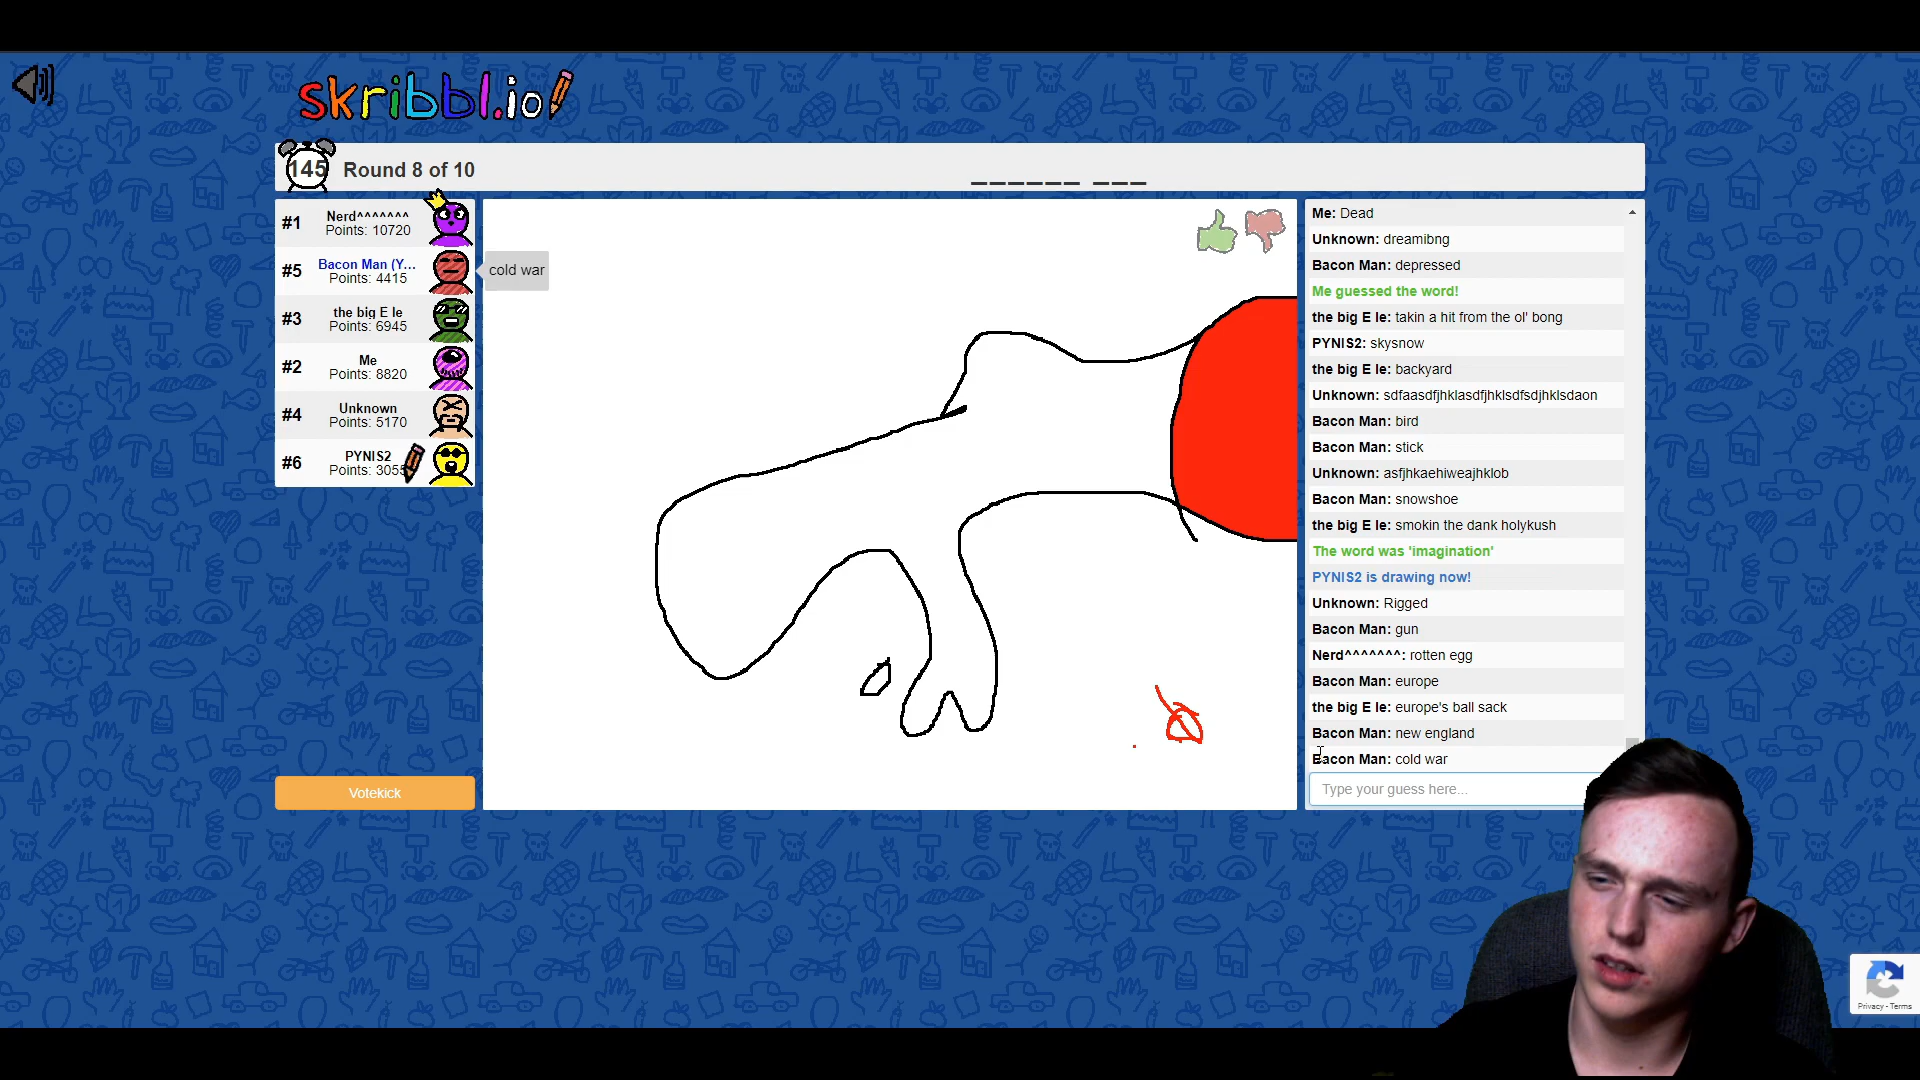 skribbl.io
145 Round 8 of 10
______ ___
#1 Nerd^^^^^^^
Points: 10720
#5 Bacon Man (Y...
Points: 4415
cold war
#3 the big E le
Points: 6945
#2 Me
Points: 8820
#4 Unknown
Points: 5170
#6 PYNIS2
Points: 3055
Votekick
Me: Dead
Unknown: dreamibng
Bacon Man: depressed
Me guessed the word!
the big E le: takin a hit from the ol' bong
PYNIS2: skysnow
the big E le: backyard
Unknown: sdfaasdfjhklasdfjhklsdfsdjhklsdaon
Bacon Man: bird
Bacon Man: stick
Unknown: asfjhkaehiweajhklob
Bacon Man: snowshoe
the big E le: smokin the dank holykush
The word was 'imagination'
PYNIS2 is drawing now!
Unknown: Rigged
Bacon Man: gun
Nerd^^^^^^^: rotten egg
Bacon Man: europe
the big E le: europe's ball sack
Bacon Man: new england
Bacon Man: cold war
Type your guess here...
Privacy - Terms